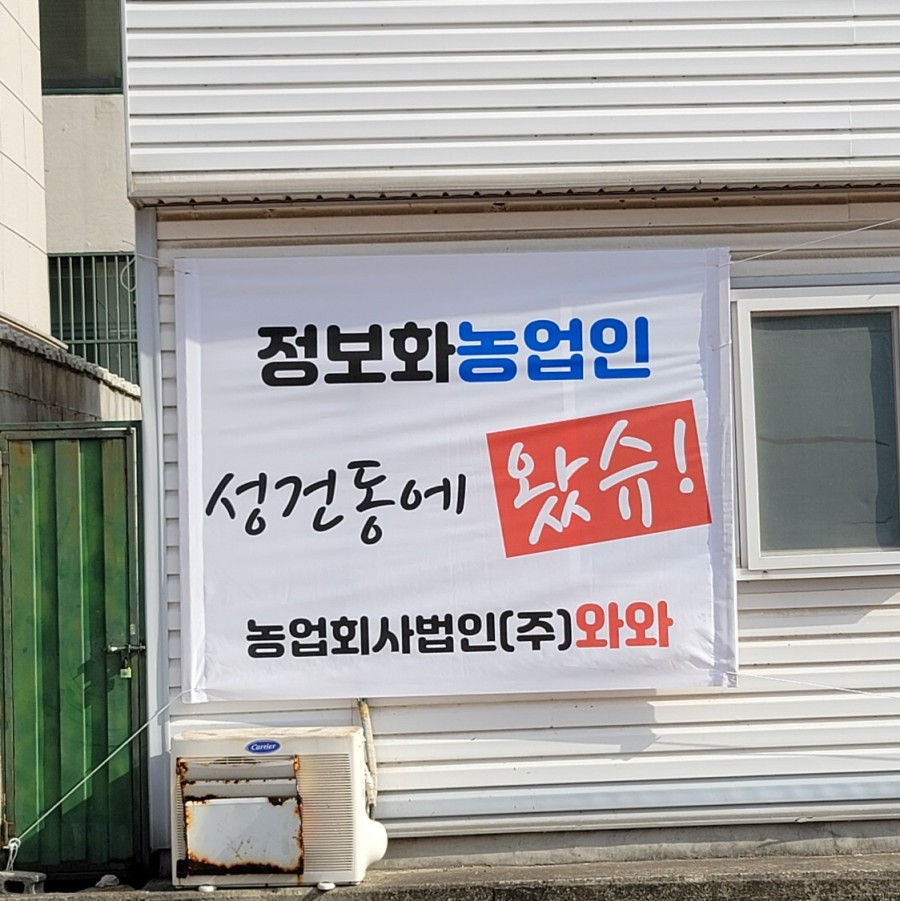 정보화농업인
성건동에 왔슈!
농업회사법인(주)와와
Carrier